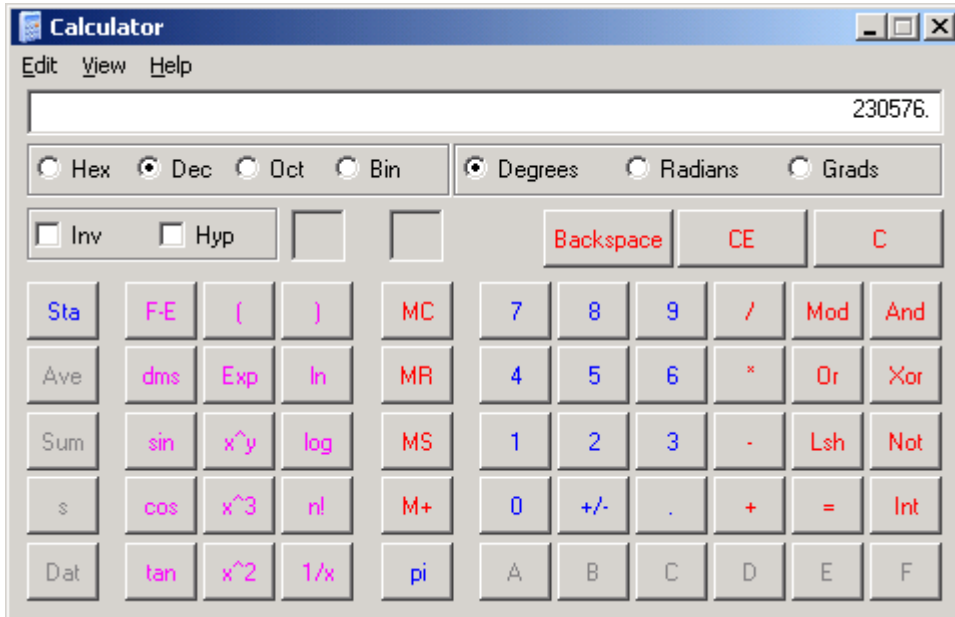 Calculator
Edit View Help
230576.
Hex Dec Oct Bin Degrees Radians Grads
Inv Hyp Backspace CE C
Sta F-E ( ) MC 7 8 9 / Mod And
Ave dms Exp ln MR 4 5 6 * Or Xor
Sum sin x^y log MS 1 2 3 - Lsh Not
s cos x^3 n! M+ 0 +/- . + = Int
Dat tan x^2 1/x pi A B C D E F